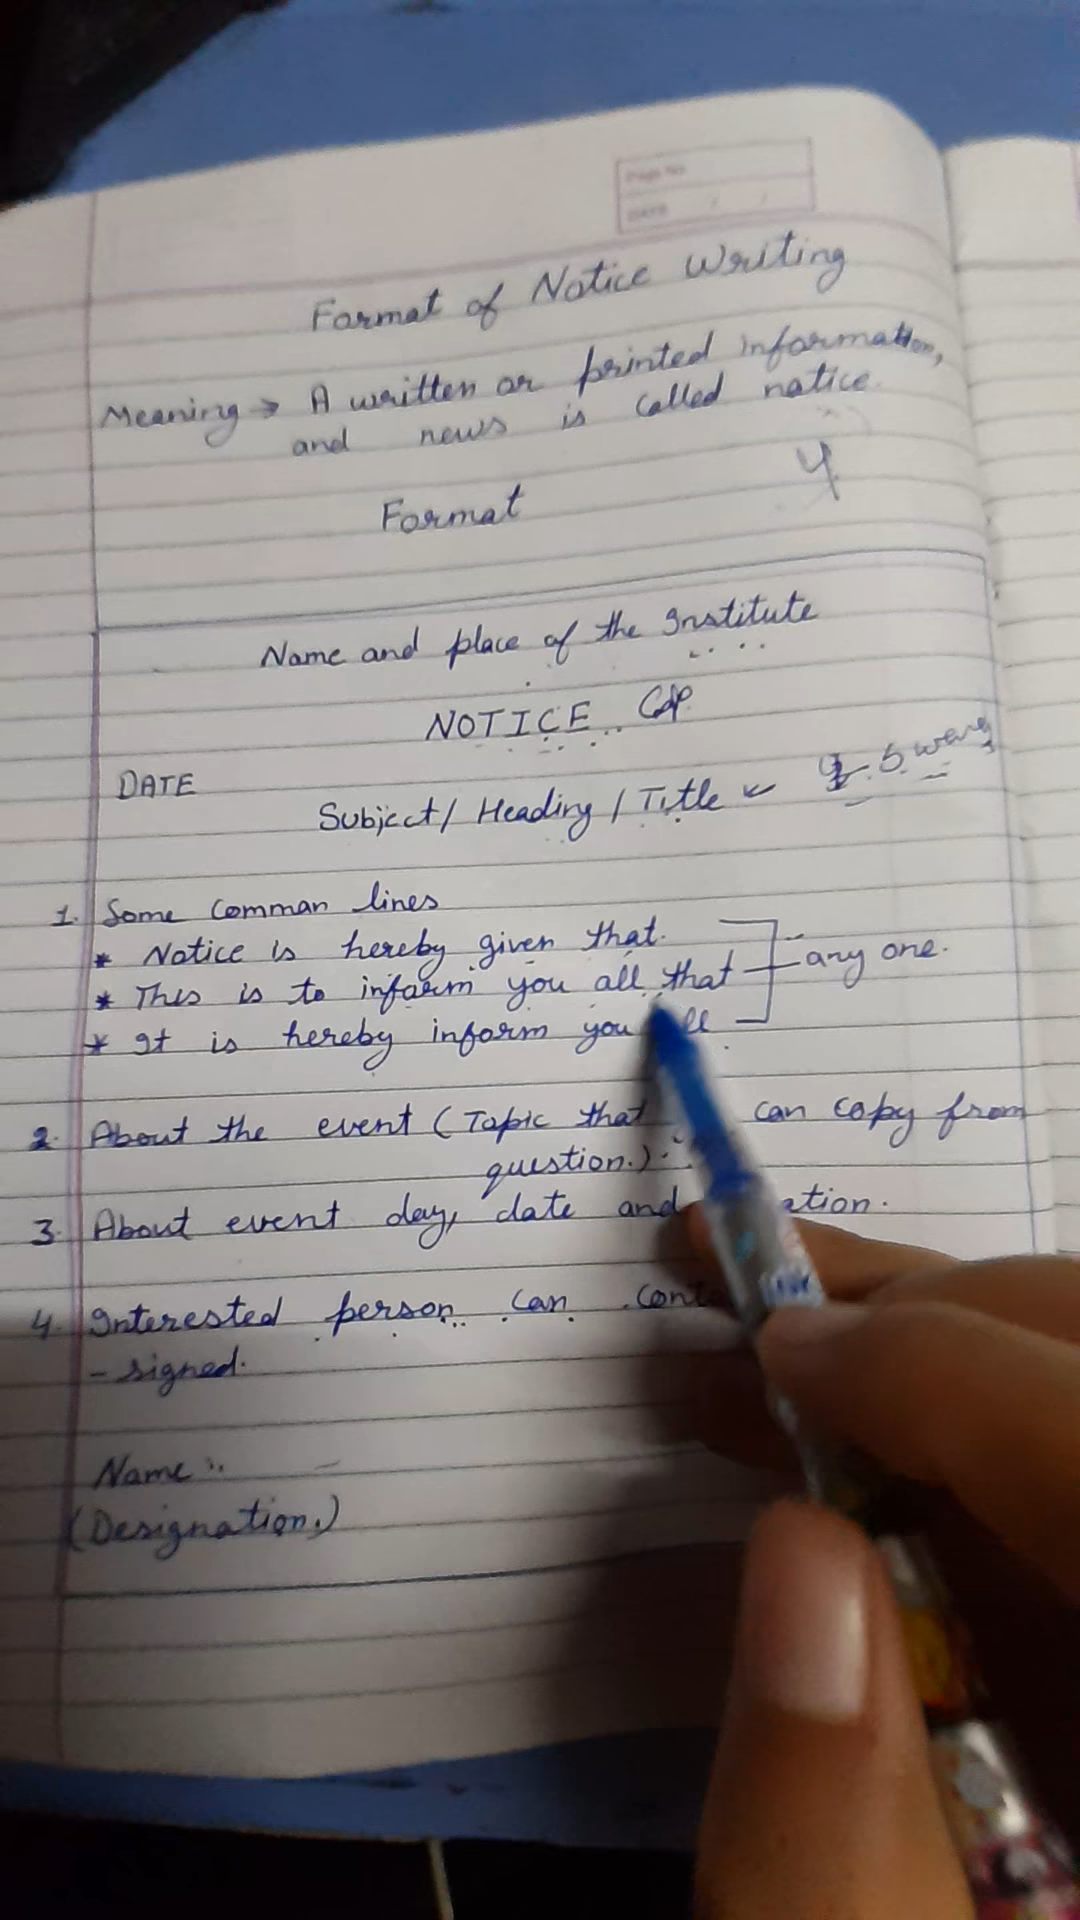 Page No
DATE / /
Format of Notice Writing
Meaning → A written or printed information,
and news is called notice.
4
Format
Name and place of the Institute
NOTICE
DATE
Subject / Heading / Title
1. Some comman lines
* Notice is hereby given that.
* This is to inform you all that
any one.
* It is hereby inform you
2. About the event (Topic that can copy from
question.)
3. About event day, date and
4. Interested person can
- signed.
Name :
(Designation.)